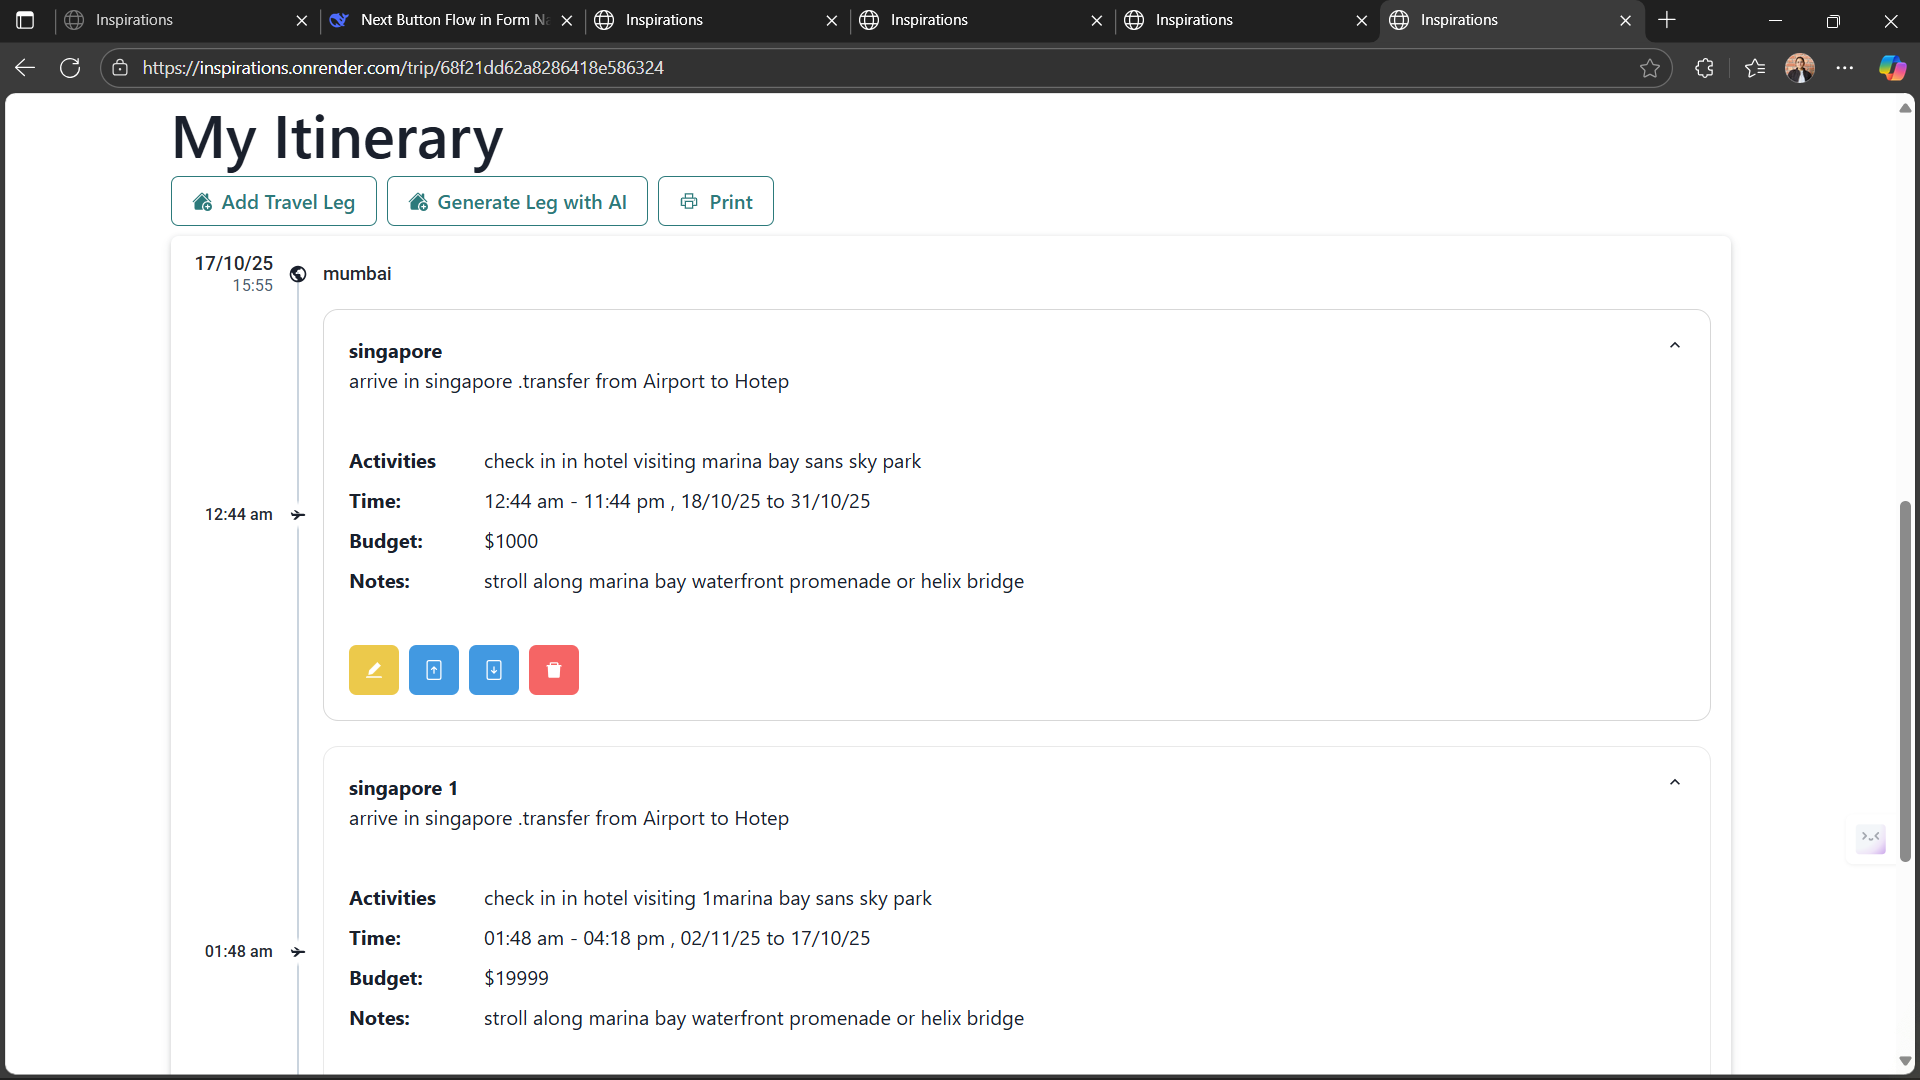 Inspirations
Next Button Flow in Form Na
Inspirations
Inspirations
Inspirations
Inspirations
https://inspirations.onrender.com/trip/68f21dd62a8286418e586324
My Itinerary
Add Travel Leg
Generate Leg with AI
Print
17/10/25
15:55
mumbai
singapore
arrive in singapore .transfer from Airport to Hotep
Activities check in in hotel visiting marina bay sans sky park
Time: 12:44 am - 11:44 pm , 18/10/25 to 31/10/25
12:44 am
Budget: $1000
Notes: stroll along marina bay waterfront promenade or helix bridge
singapore 1
arrive in singapore .transfer from Airport to Hotep
Activities check in in hotel visiting 1marina bay sans sky park
Time: 01:48 am - 04:18 pm , 02/11/25 to 17/10/25
01:48 am
Budget: $19999
Notes: stroll along marina bay waterfront promenade or helix bridge